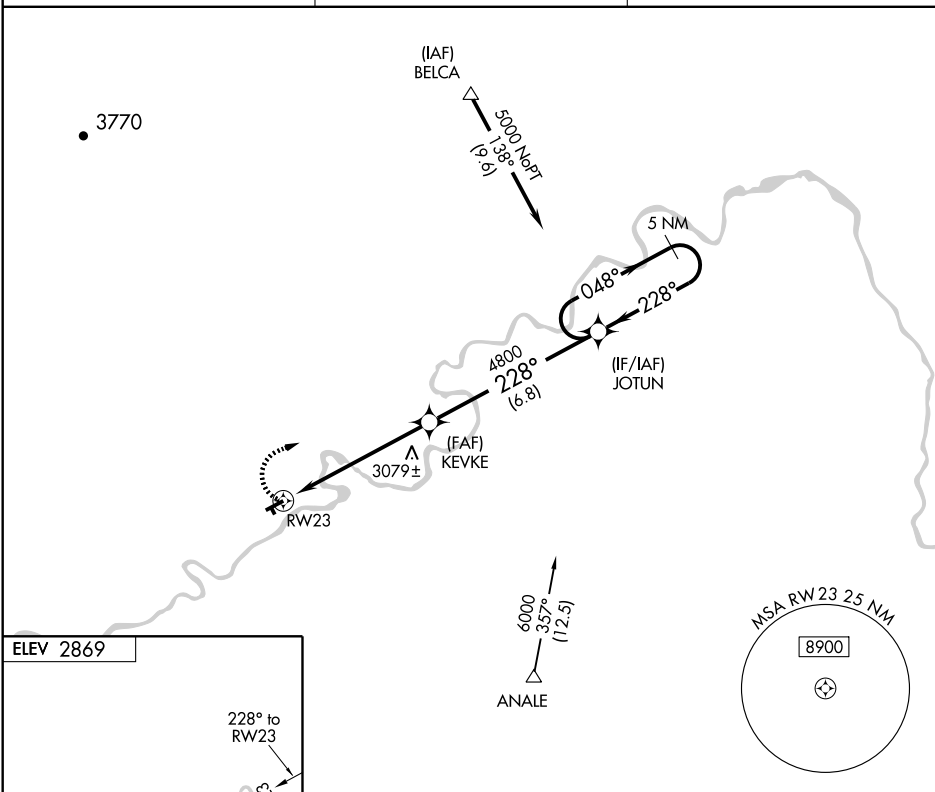 (IAF)
BELCA
3770
5000 NoPT
138°
(9.6)
5 NM
048°
228°
4800
228°
(6.8)
(IF/IAF)
JOTUN
(FAF)
KEVKE
3079±
RW23
6000
357°
(12.5)
ANALE
MSA RW23 25 NM
8900
ELEV 2869
228° to
RW23